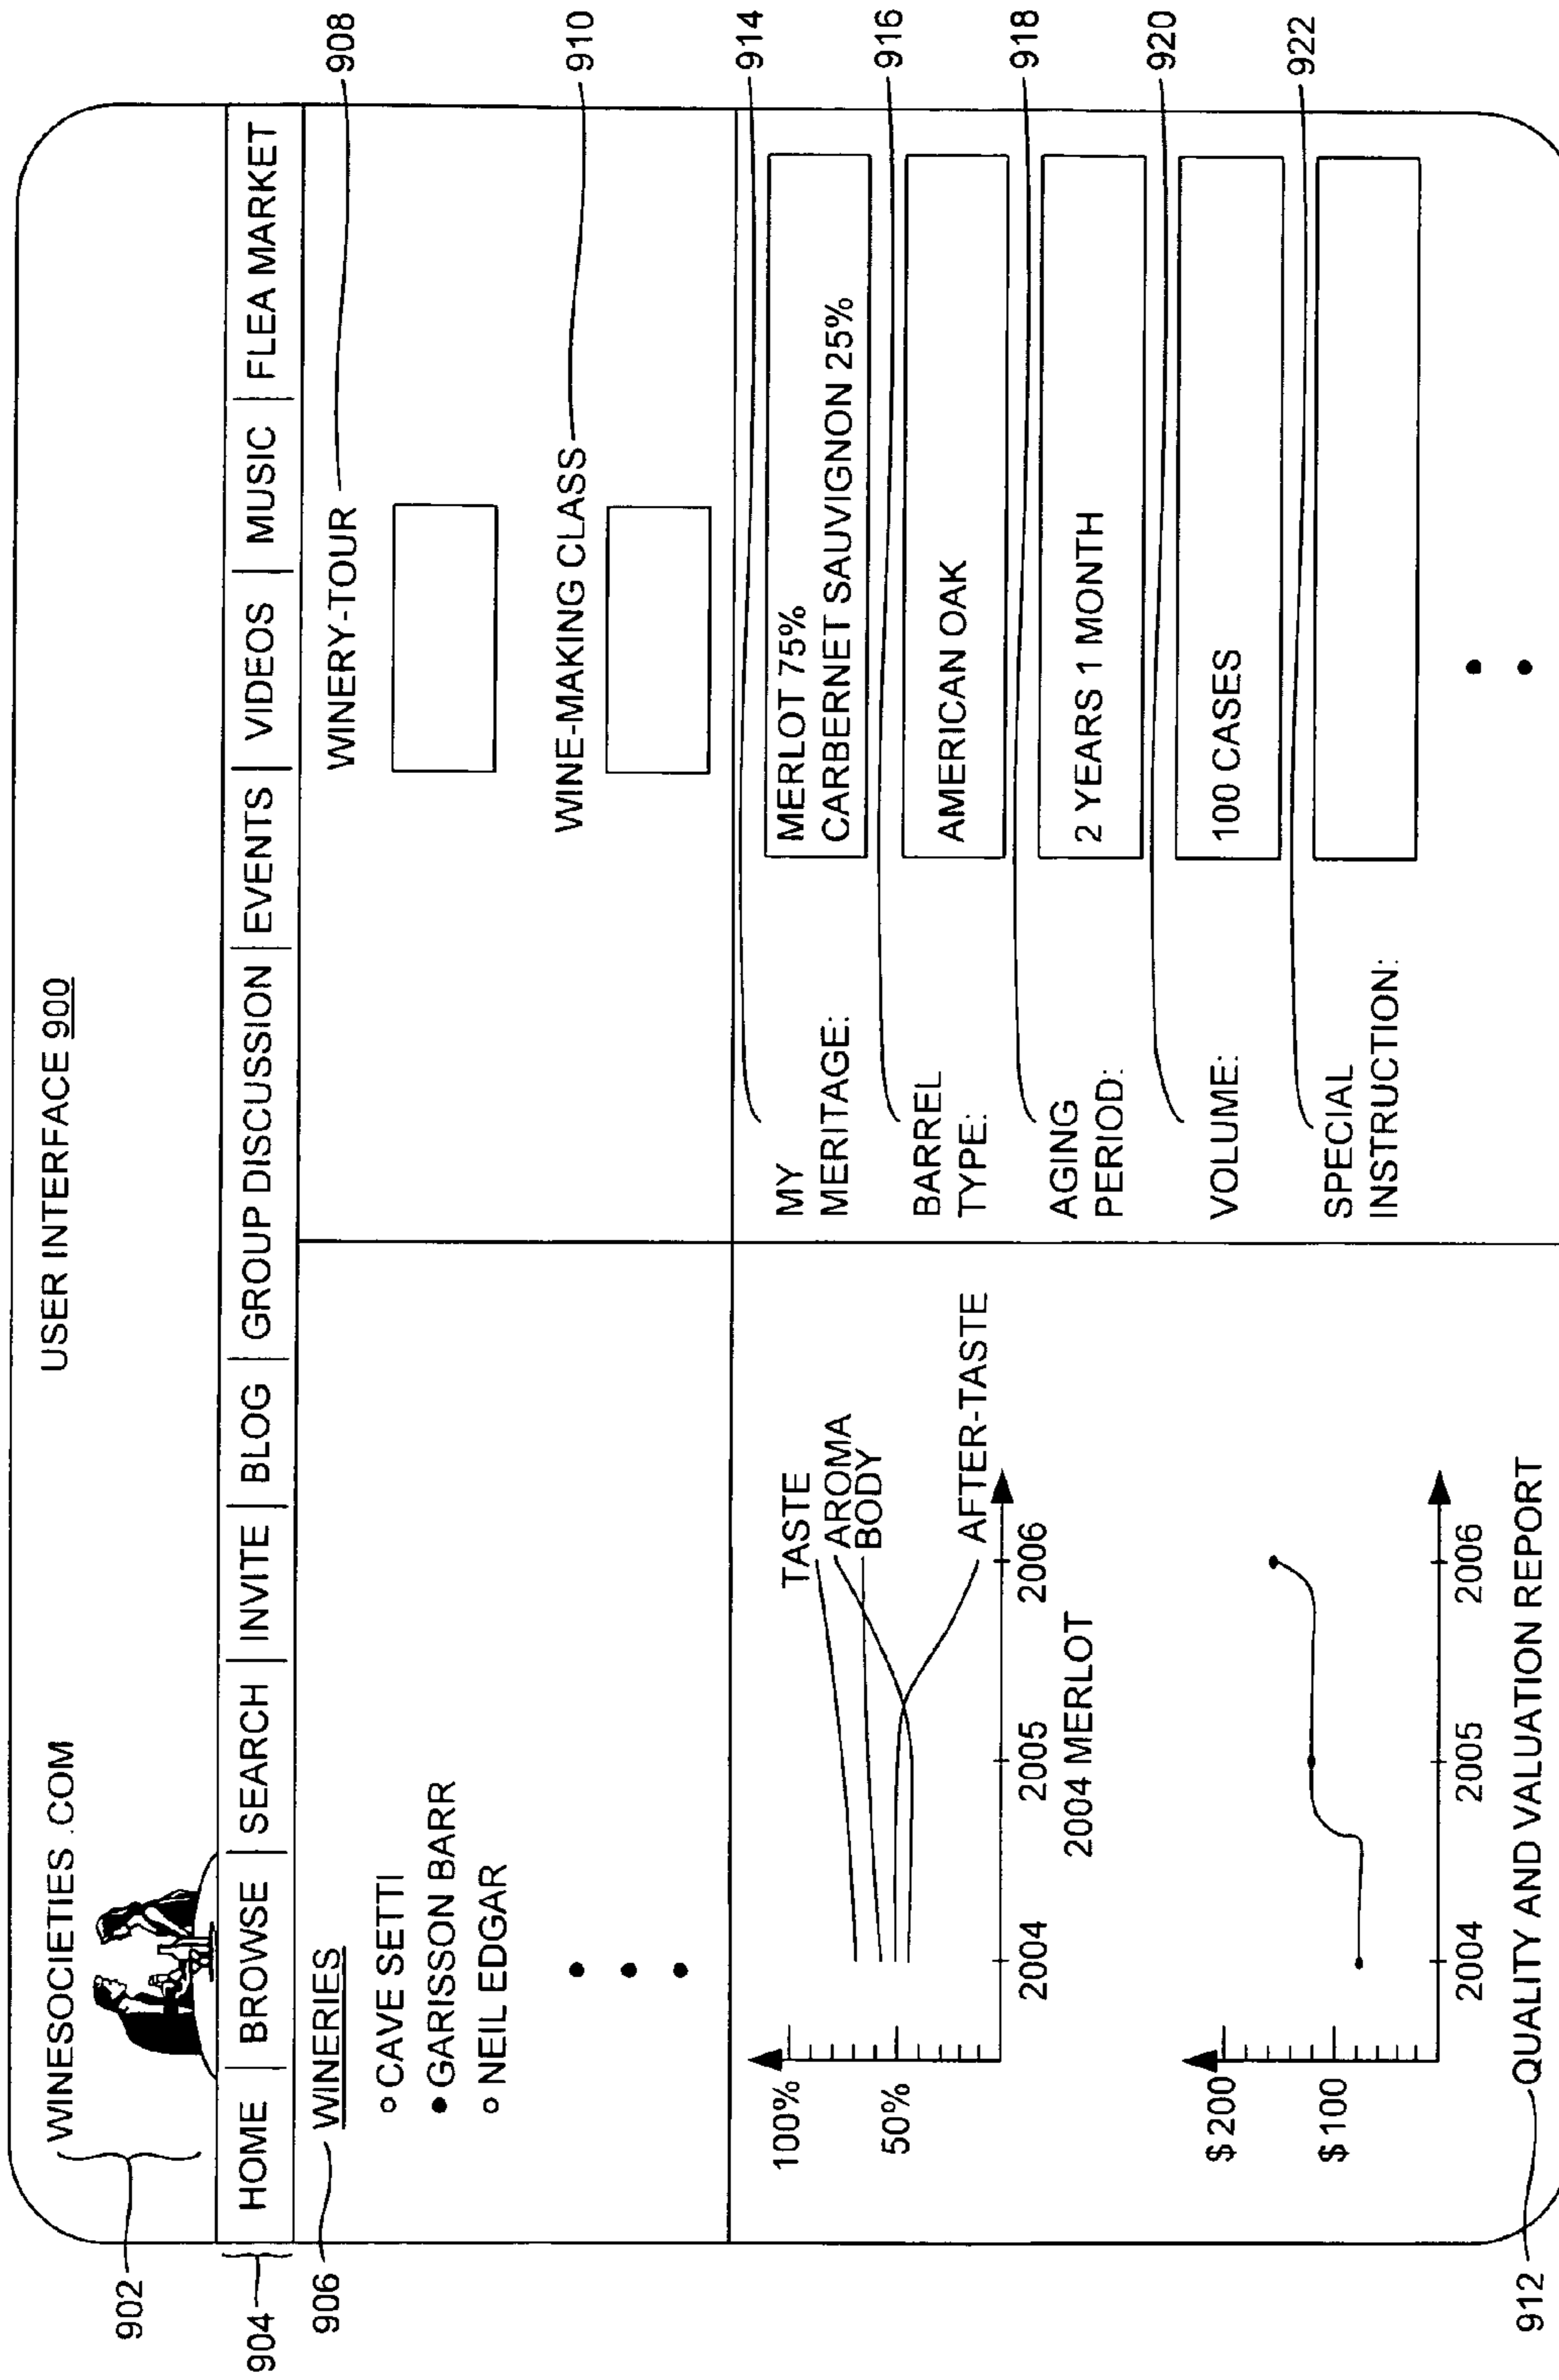 USER INTERFACE 900
902
WINESOCIETIES .COM
904
HOME | BROWSE | SEARCH | INVITE | BLOG | GROUP DISCUSSION | EVENTS | VIDEOS | MUSIC | FLEA MARKET
906
WINERIES
CAVE SETTI
GARISSON BARR
NEIL EDGAR
WINERY-TOUR
908
WINE-MAKING CLASS
910
100%
50%
TASTE
AROMA
BODY
AFTER-TASTE
2004
2005
2006
2004 MERLOT
$ 200
$ 100
2004
2005
2006
912
QUALITY AND VALUATION REPORT
914
MY
MERITAGE:
MERLOT 75%
CARBERNET SAUVIGNON 25%
916
BARREL
TYPE:
AMERICAN OAK
918
AGING
PERIOD:
2 YEARS 1 MONTH
920
VOLUME:
100 CASES
922
SPECIAL
INSTRUCTION: